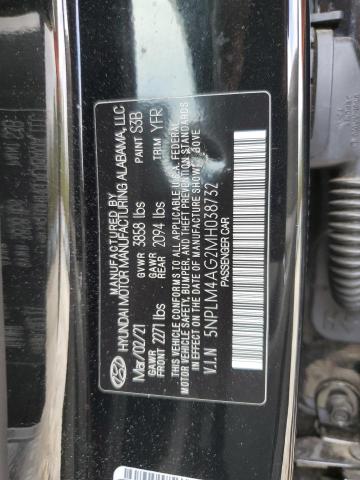 MANUFACTURED BY
HYUNDAI MOTOR MANUFACTURING ALABAMA, LLC
Mar/02/21 GVWR 3858 lbs PAINT S3B
GAWR FRONT 2271 lbs GAWR REAR 2094 lbs TRIM YFR
THIS VEHICLE CONFORMS TO ALL APPLICABLE U.S.A. FEDERAL
MOTOR VEHICLE SAFETY, BUMPER, AND THEFT PREVENTION STANDARDS
IN EFFECT ON THE DATE OF MANUFACTURE SHOWN ABOVE
V.I.N 5NPLM4AG2MH038732
PASSENGER CAR